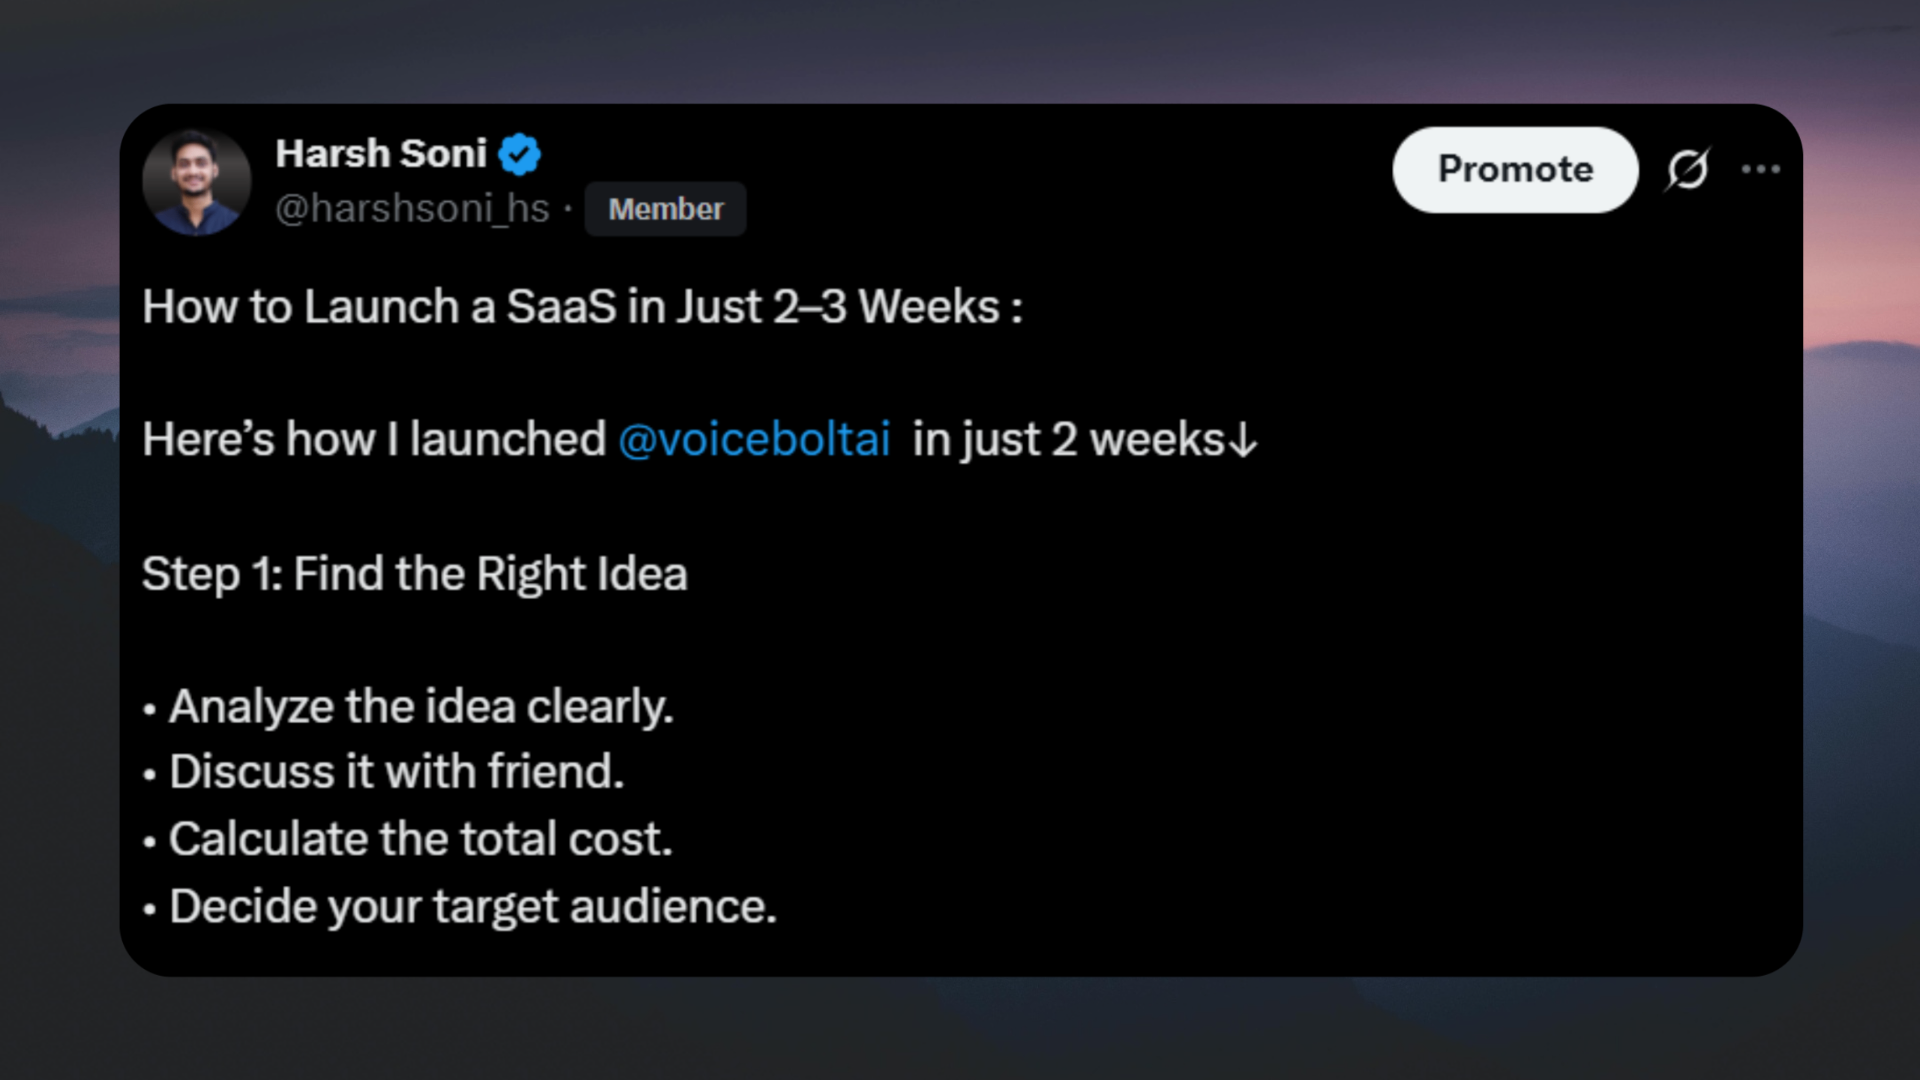 Harsh Soni
@harshsoni_hs · Member
Promote
How to Launch a SaaS in Just 2–3 Weeks :
Here’s how I launched @voiceboltai in just 2 weeks↓
Step 1: Find the Right Idea
• Analyze the idea clearly.
• Discuss it with friend.
• Calculate the total cost.
• Decide your target audience.